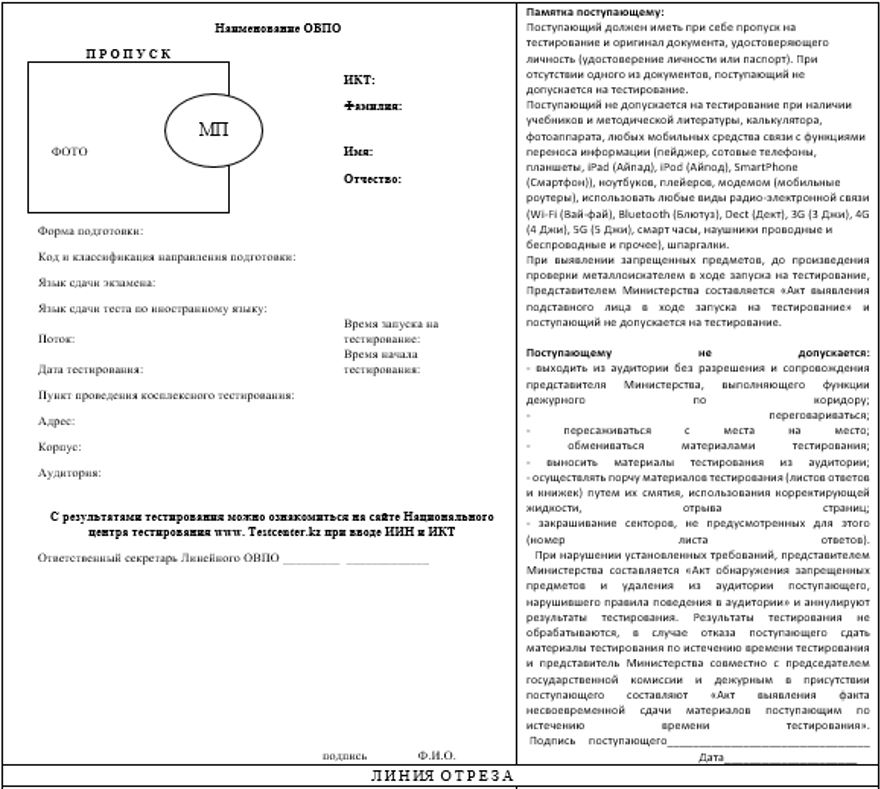 Наименование ОВПО
П Р О П У С К
ИКТ:
Фамилия:
МП
ФОТО
Имя:
Отчество:
Форма подготовки:
Код и классификация направления подготовки:
Язык сдачи экзамена:
Язык сдачи теста по иностранному языку:
Время запуска на
Поток: тестирование:
Время начала
Дата тестирования: тестирования:
Пункт проведения косплексного тестирования:
Адрес:
Корпус:
Аудитория:
С результатами тестирования можно ознакомиться на сайте Национального
центра тестирования www. Testcenter.kz при вводе ИИН и ИКТ
Ответственный секретарь Линейного ОВПО _________ _____________
подпись Ф.И.О.
Памятка поступающему:
Поступающий должен иметь при себе пропуск на
тестирование и оригинал документа, удостоверяющего
личность (удостоверение личности или паспорт). При
отсутствии одного из документов, поступающий не
допускается на тестирование.
Поступающий не допускается на тестирование при наличии
учебников и методической литературы, калькулятора,
фотоаппарата, любых мобильных средства связи с функциями
переноса информации (пейджер, сотовые телефоны,
планшеты, iPad (Айпад), iPod (Айпод), SmartPhone
(Смартфон)), ноутбуков, плейеров, модемом (мобильные
роутеры), использовать любые виды радио-электронной связи
(Wi-Fi (Вай-фай), Bluetooth (Блютуз), Dect (Дект), 3G (3 Джи), 4G
(4 Джи), 5G (5 Джи), смарт часы, наушники проводные и
беспроводные и прочее), шпаргалки.
При выявлении запрещенных предметов, до произведения
проверки металлоискателем в ходе запуска на тестирование,
Представителем Министерства составляется «Акт выявления
подставного лица в ходе запуска на тестирование» и
поступающий не допускается на тестирование.
Поступающему не допускается:
- выходить из аудитории без разрешения и сопровождения
представителя Министерства, выполняющего функции
дежурного по коридору;
- переговариваться;
- пересаживаться с места на место;
- обмениваться материалами тестирования;
- выносить материалы тестирования из аудитории;
- осуществлять порчу материалов тестирования (листов ответов
и книжек) путем их смятия, использования корректирующей
жидкости, отрыва страниц;
- закрашивание секторов, не предусмотренных для этого
(номер листа ответов).
При нарушении установленных требований, представителем
Министерства составляется «Акт обнаружения запрещенных
предметов и удаления из аудитории поступающего,
нарушившего правила поведения в аудитории» и аннулируют
результаты тестирования. Результаты тестирования не
обрабатываются, в случае отказа поступающего сдать
материалы тестирования по истечению времени тестирования
и представитель Министерства совместно с председателем
государственной комиссии и дежурным в присутствии
поступающего составляют «Акт выявления факта
несвоевременной сдачи материалов поступающим по
истечению времени тестирования».
Подпись поступающего________________________________
Дата_____________________
ЛИНИЯ ОТРЕЗА